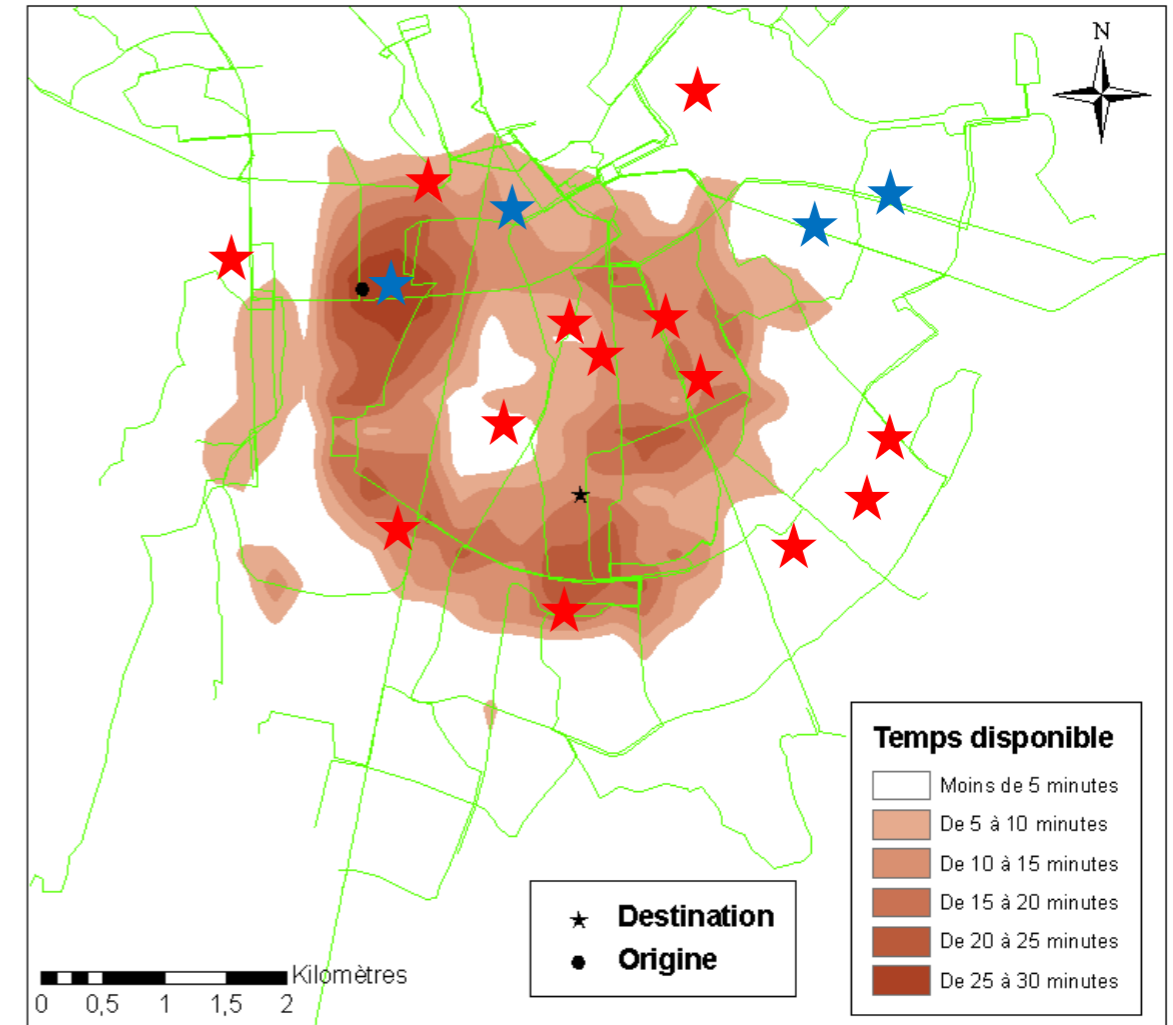 N
Temps disponible
Moins de 5 minutes
De 5 à 10 minutes
De 10 à 15 minutes
De 15 à 20 minutes
De 20 à 25 minutes
De 25 à 30 minutes
Destination
Origine
Kilomètres
0 0,5 1 1,5 2